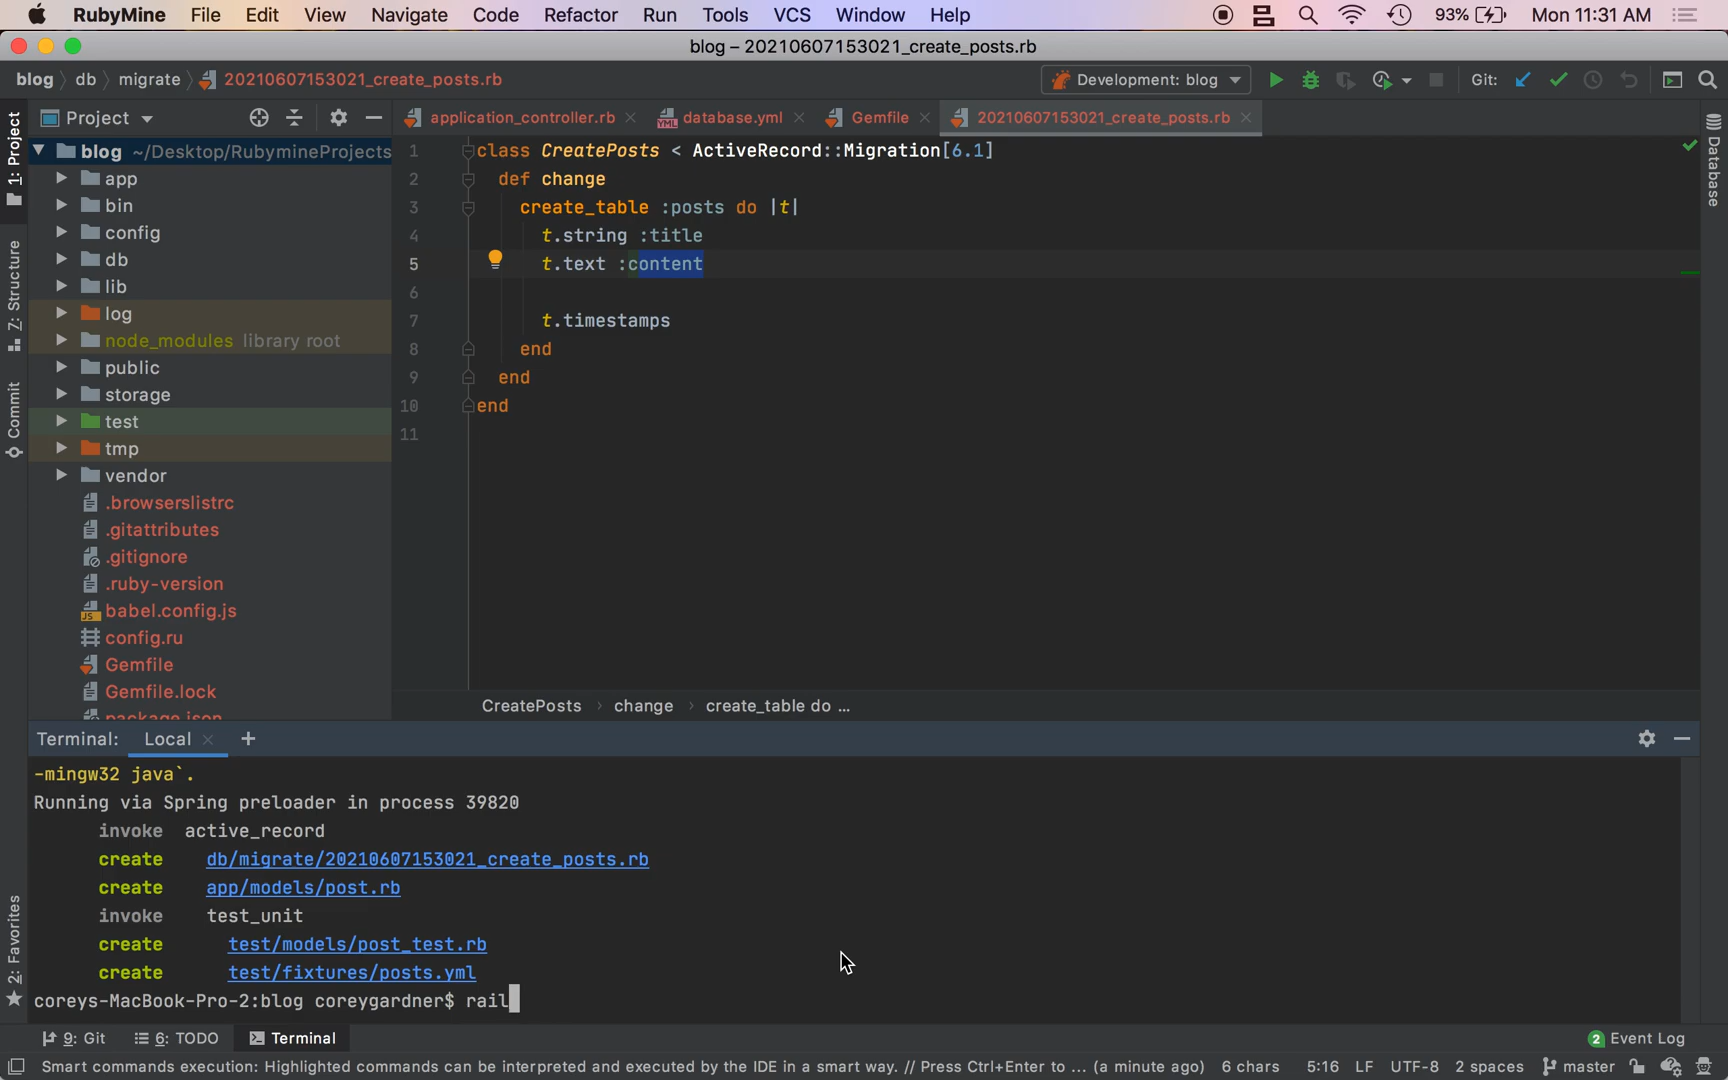 RubyMine File Edit View Navigate Code Refactor Run Tools VCS Window Help 93% Mon 11:31 AM
blog – 20210607153021_create_posts.rb
blog db migrate 20210607153021_create_posts.rb Development: blog Git:
Project application_controller.rb database.yml Gemfile 20210607153021_create_posts.rb
1: Project
7: Structure
Commit
2: Favorites
Database
blog ~/Desktop/RubymineProjects
app
bin
config
db
lib
log
node_modules library root
public
storage
test
tmp
vendor
.browserslistrc
.gitattributes
.gitignore
.ruby-version
babel.config.js
config.ru
Gemfile
Gemfile.lock
package.json
1 class CreatePosts < ActiveRecord::Migration[6.1]
2 def change
3 create_table :posts do |t|
4 t.string :title
5 t.text :content
6
7 t.timestamps
8 end
9 end
10 end
11
CreatePosts › change › create_table do ...
Terminal: Local +
-mingw32 java`.
Running via Spring preloader in process 39820
invoke active_record
create db/migrate/20210607153021_create_posts.rb
create app/models/post.rb
invoke test_unit
create test/models/post_test.rb
create test/fixtures/posts.yml
coreys-MacBook-Pro-2:blog coreygardner$ rail
9: Git 6: TODO Terminal 2 Event Log
Smart commands execution: Highlighted commands can be interpreted and executed by the IDE in a smart way. // Press Ctrl+Enter to ... (a minute ago) 6 chars 5:16 LF UTF-8 2 spaces master